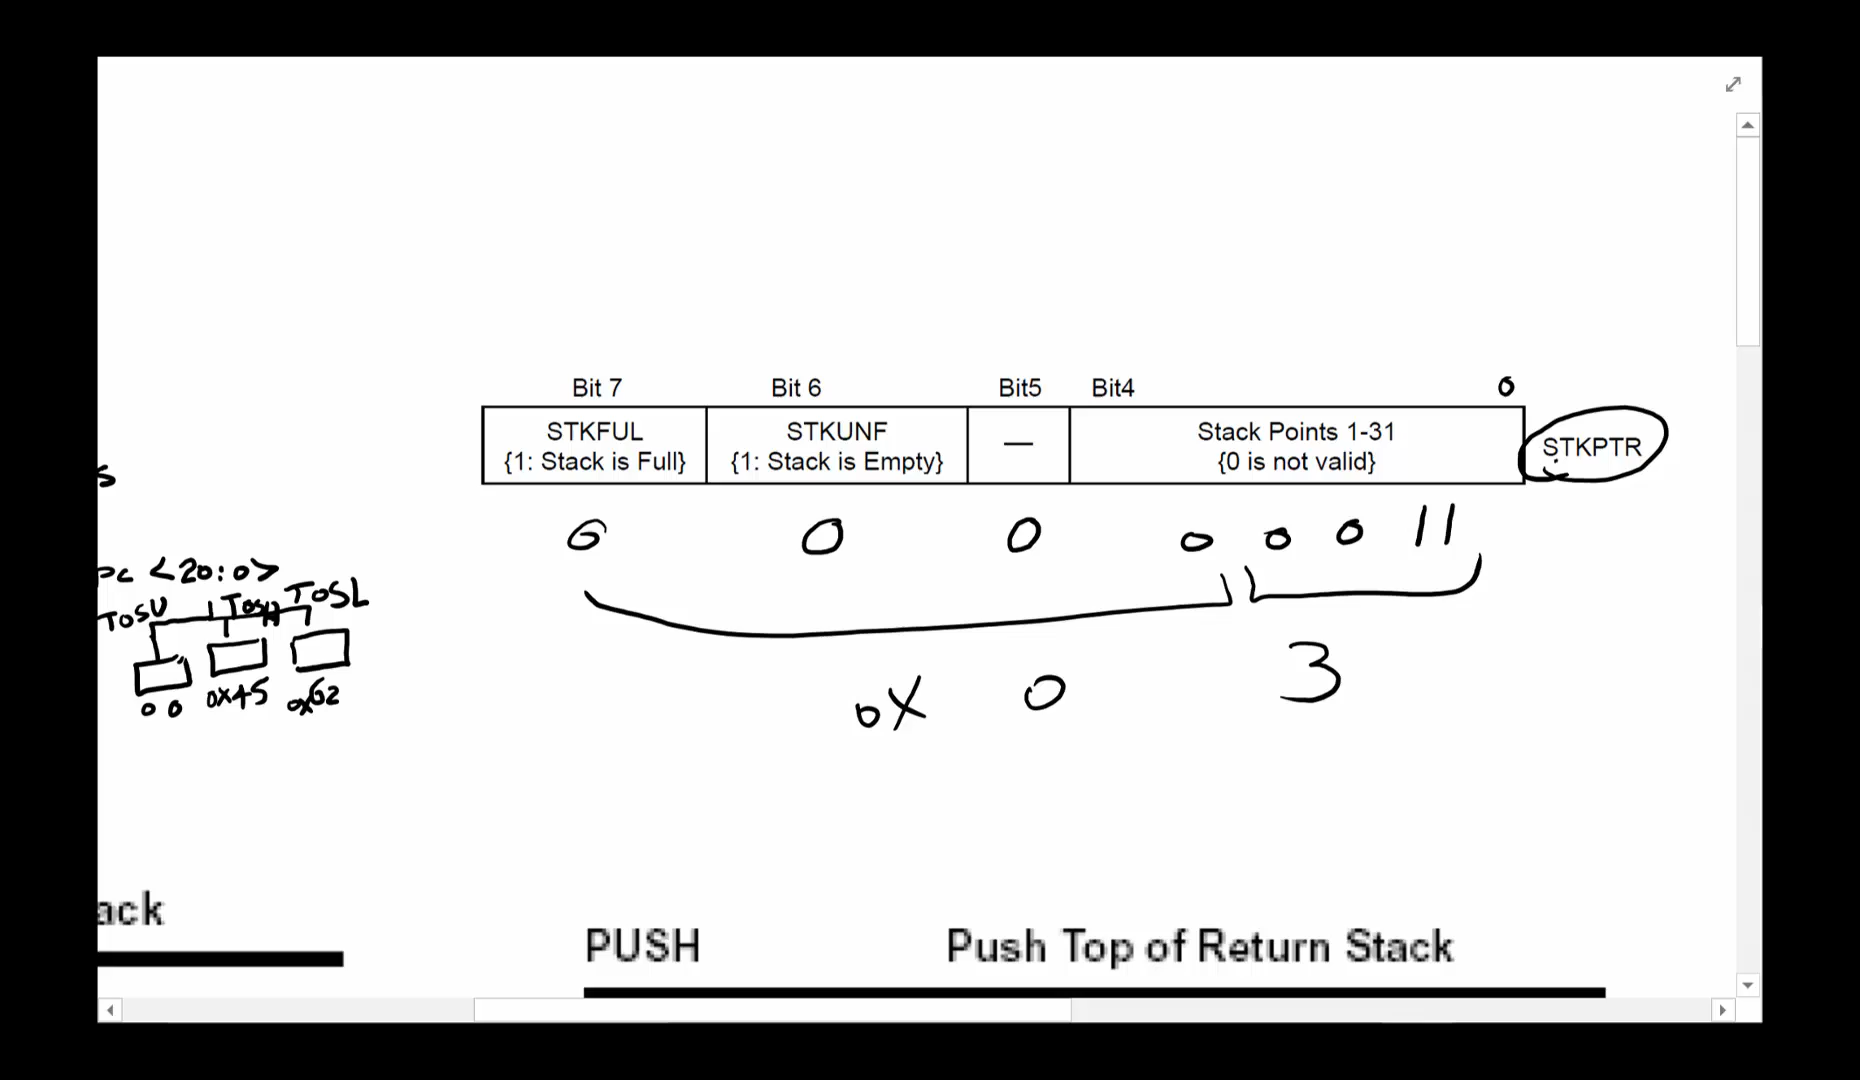 Bit 7 Bit 6 Bit5 Bit4 0
STKFUL STKUNF — Stack Points 1-31 STKPTR
{1: Stack is Full} {1: Stack is Empty} {0 is not valid}
s
0 0 0 0 0 0 1 1
PC <20:0>
TOSU TOSH TOSL
0 0 0x45 0x62
0x 0 3
ack
PUSH Push Top of Return Stack